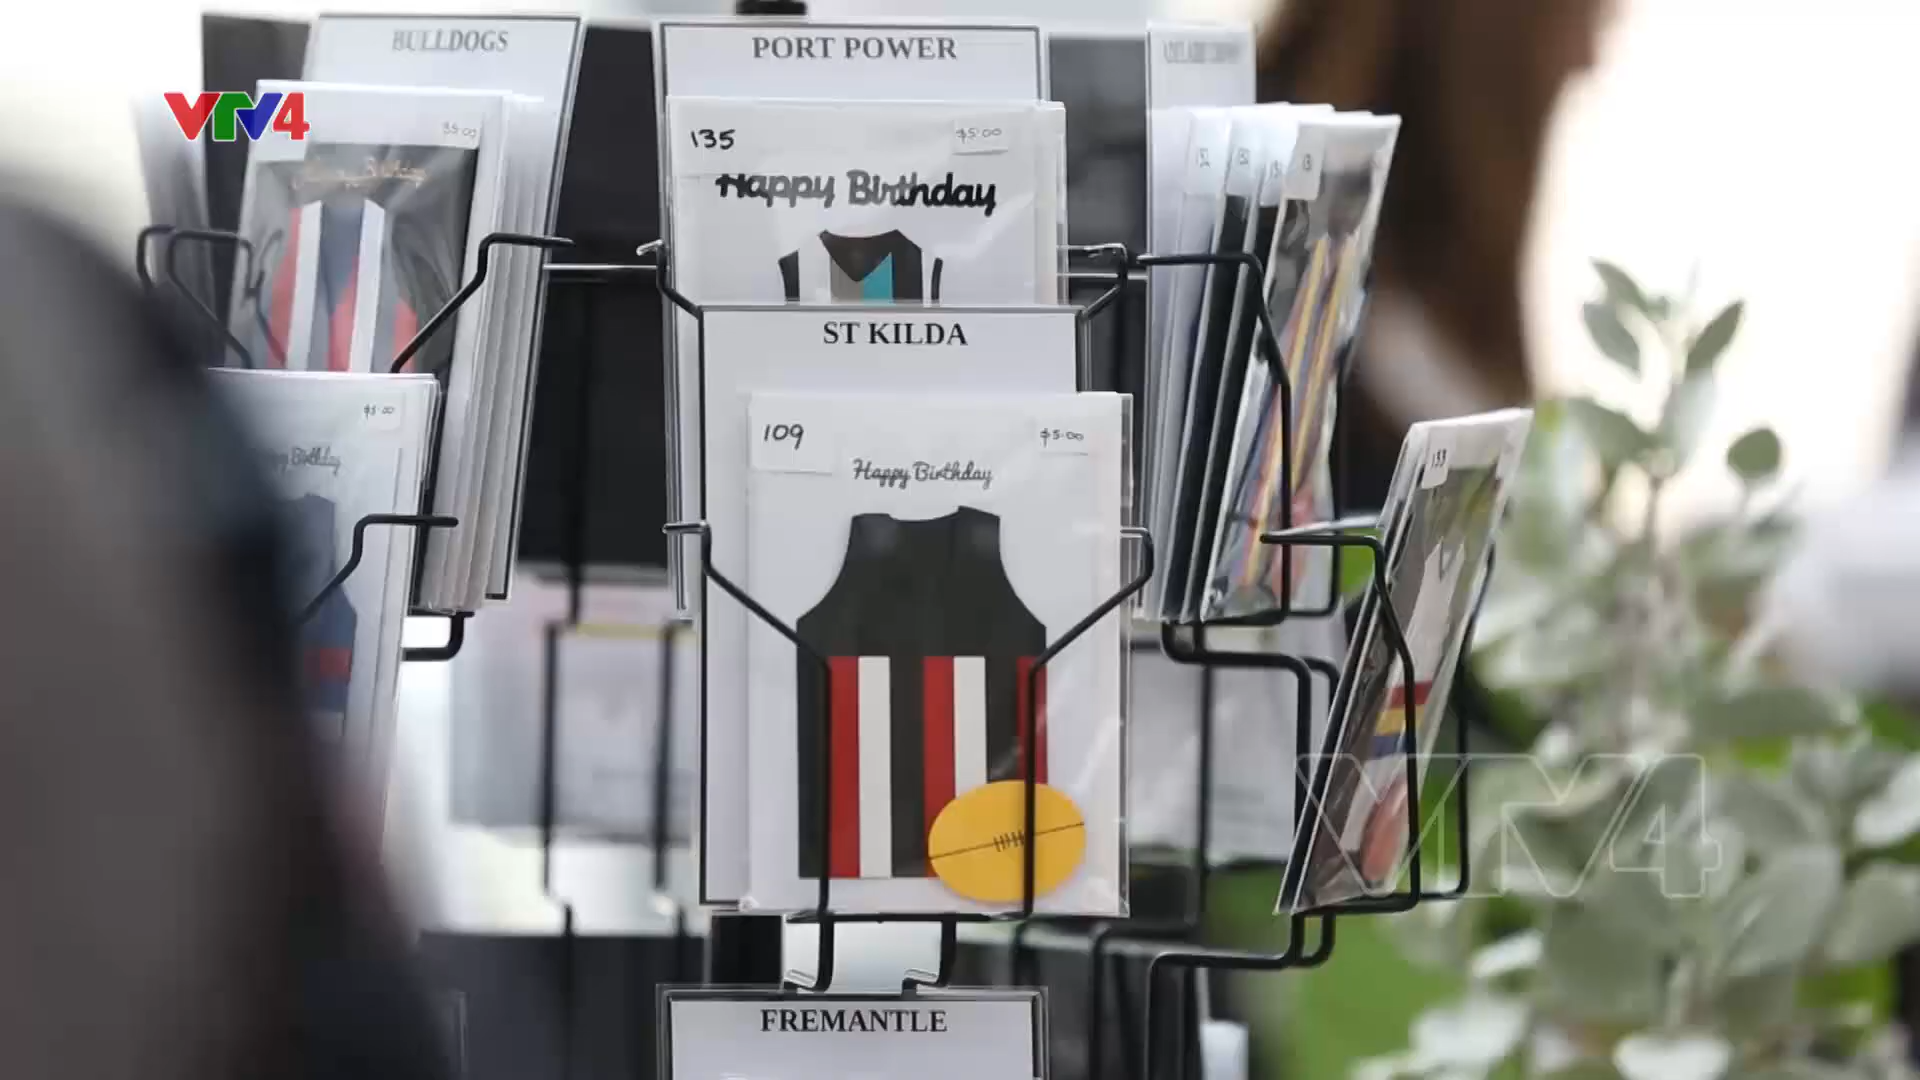 BULLDOGS
PORT POWER
VTV4
$5.00
135
$5.00
Happy Birthday
ST KILDA
$5.00
109
$5.00
Happy Birthday
133
VTV4
FREMANTLE